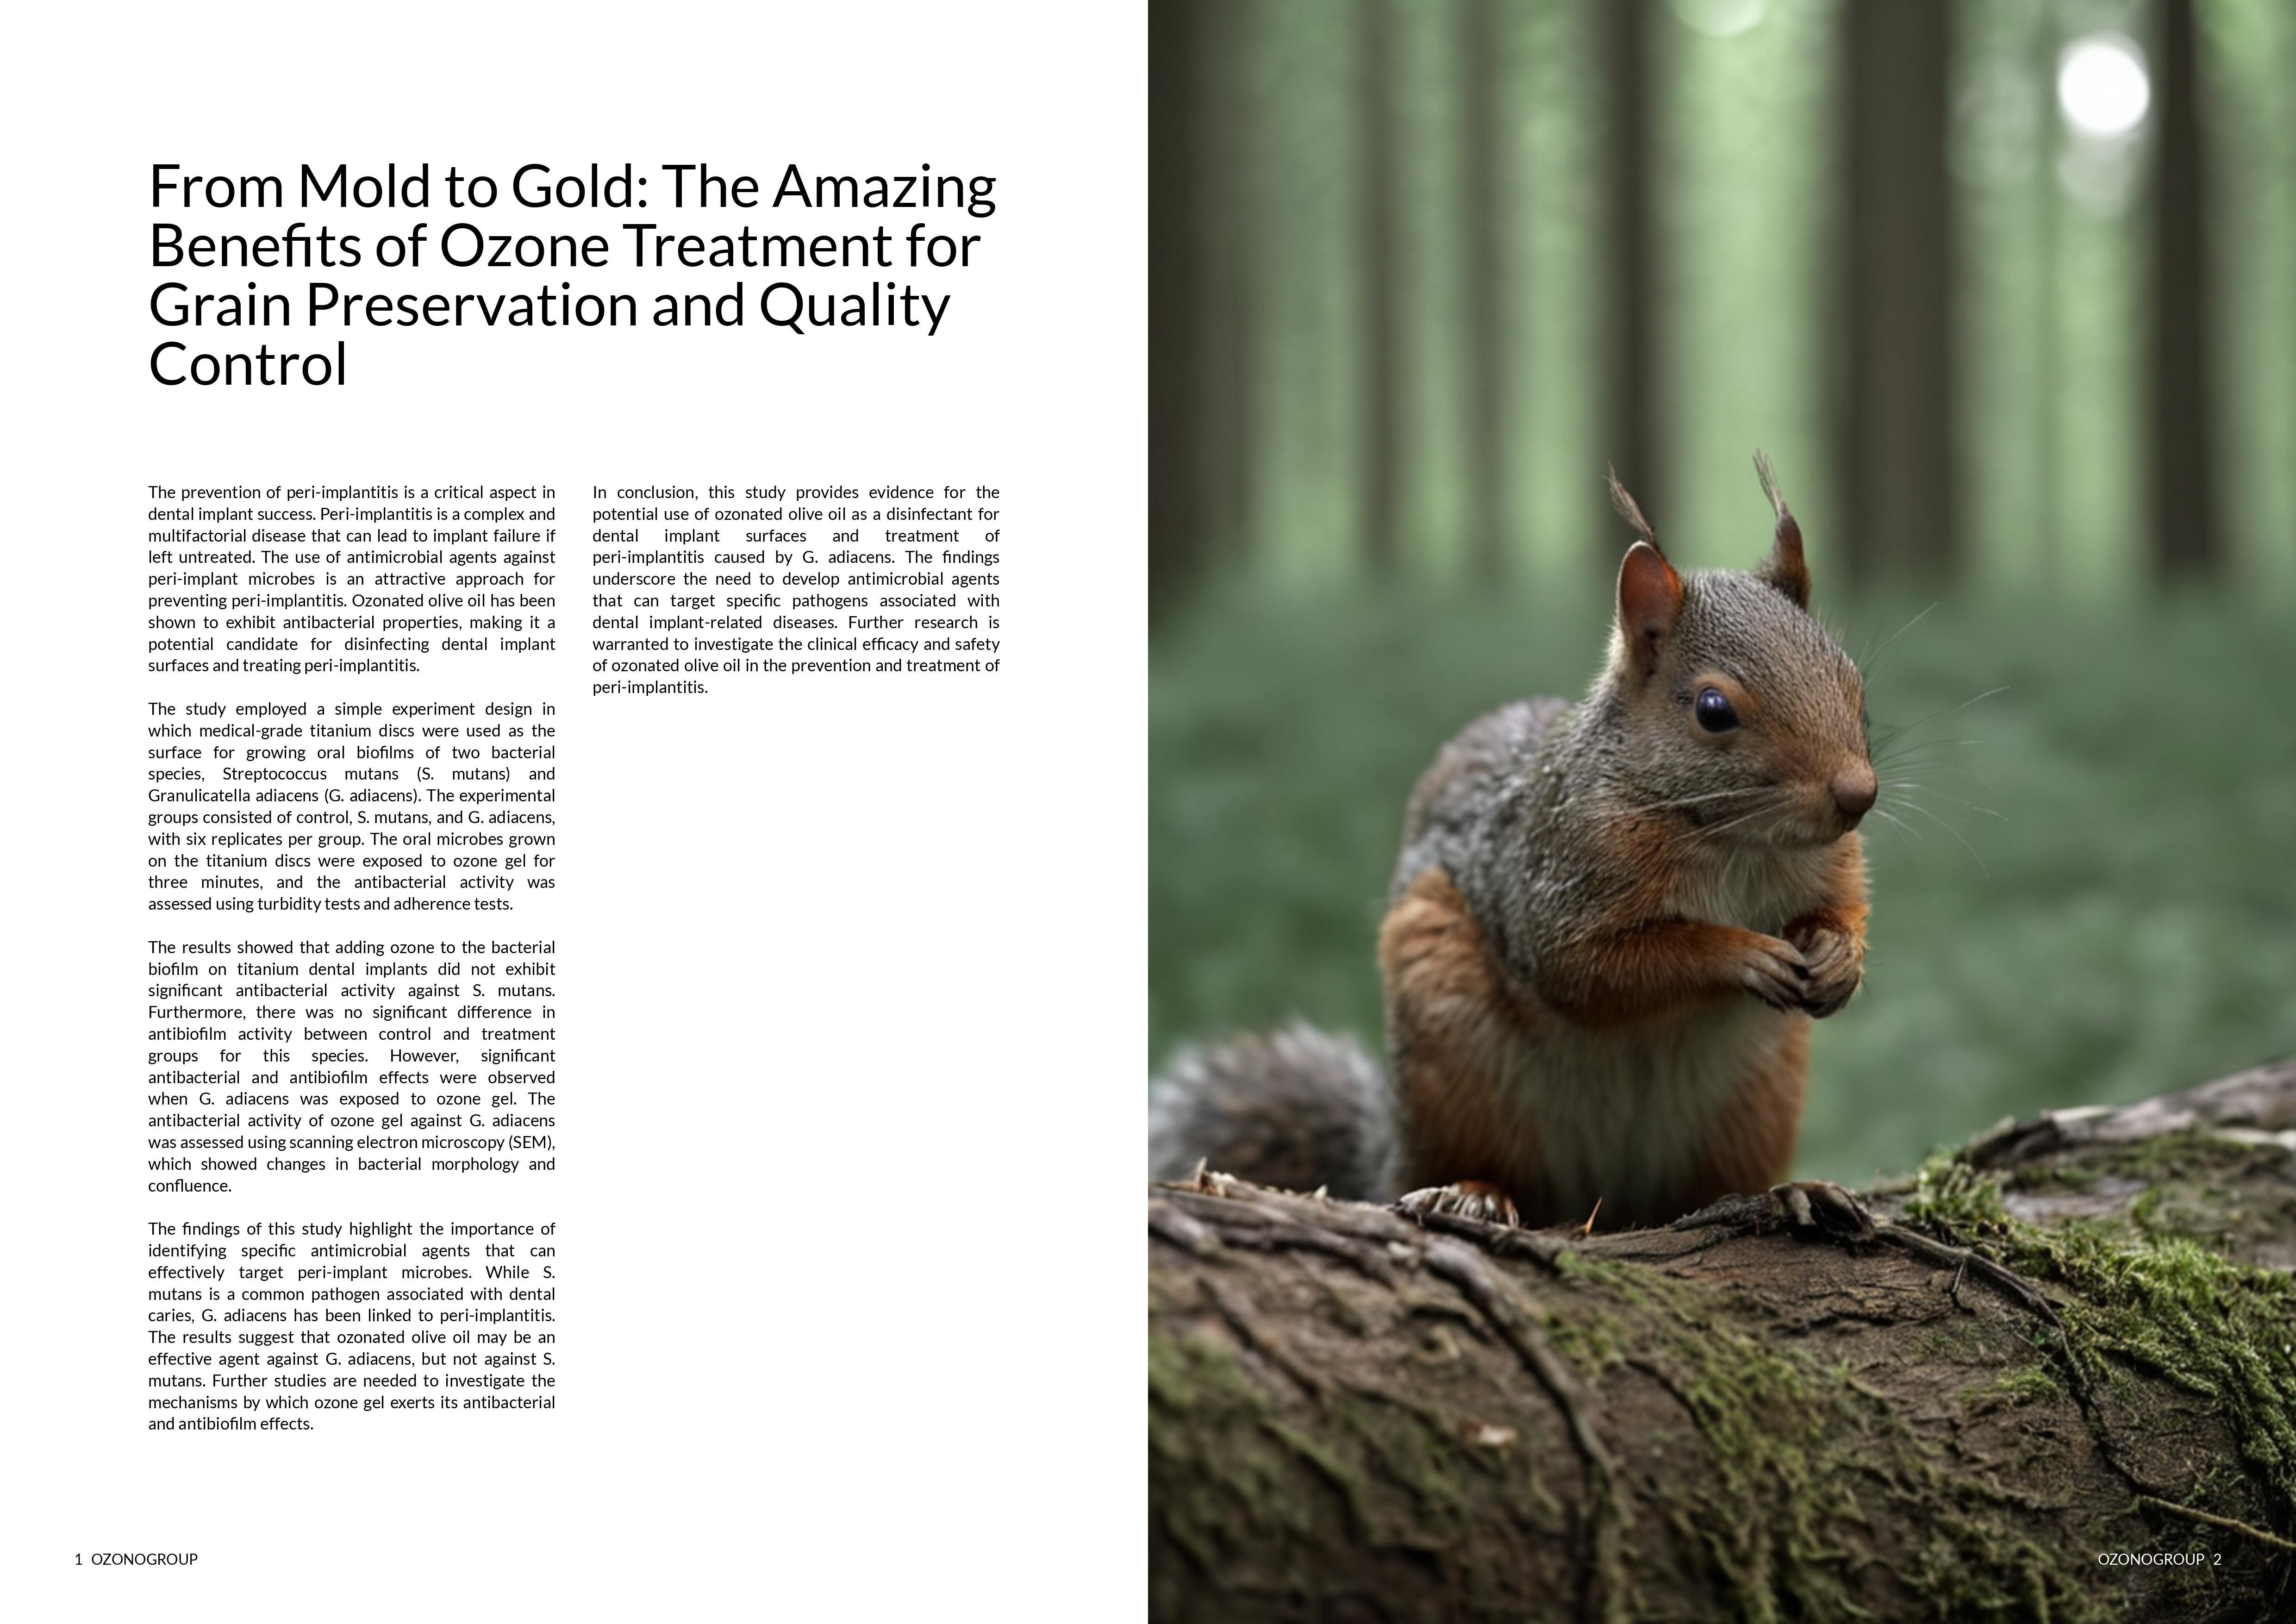 From Mold to Gold: The Amazing
Benefits of Ozone Treatment for
Grain Preservation and Quality
Control
The prevention of peri-implantitis is a critical aspect in
dental implant success. Peri-implantitis is a complex and
multifactorial disease that can lead to implant failure if
left untreated. The use of antimicrobial agents against
peri-implant microbes is an attractive approach for
preventing peri-implantitis. Ozonated olive oil has been
shown to exhibit antibacterial properties, making it a
potential candidate for disinfecting dental implant
surfaces and treating peri-implantitis.
The study employed a simple experiment design in
which medical-grade titanium discs were used as the
surface for growing oral biofilms of two bacterial
species, Streptococcus mutans (S. mutans) and
Granulicatella adiacens (G. adiacens). The experimental
groups consisted of control, S. mutans, and G. adiacens,
with six replicates per group. The oral microbes grown
on the titanium discs were exposed to ozone gel for
three minutes, and the antibacterial activity was
assessed using turbidity tests and adherence tests.
The results showed that adding ozone to the bacterial
biofilm on titanium dental implants did not exhibit
significant antibacterial activity against S. mutans.
Furthermore, there was no significant difference in
antibiofilm activity between control and treatment
groups for this species. However, significant
antibacterial and antibiofilm effects were observed
when G. adiacens was exposed to ozone gel. The
antibacterial activity of ozone gel against G. adiacens
was assessed using scanning electron microscopy (SEM),
which showed changes in bacterial morphology and
confluence.
The findings of this study highlight the importance of
identifying specific antimicrobial agents that can
effectively target peri-implant microbes. While S.
mutans is a common pathogen associated with dental
caries, G. adiacens has been linked to peri-implantitis.
The results suggest that ozonated olive oil may be an
effective agent against G. adiacens, but not against S.
mutans. Further studies are needed to investigate the
mechanisms by which ozone gel exerts its antibacterial
and antibiofilm effects.
In conclusion, this study provides evidence for the
potential use of ozonated olive oil as a disinfectant for
dental implant surfaces and treatment of
peri-implantitis caused by G. adiacens. The findings
underscore the need to develop antimicrobial agents
that can target specific pathogens associated with
dental implant-related diseases. Further research is
warranted to investigate the clinical efficacy and safety
of ozonated olive oil in the prevention and treatment of
peri-implantitis.
1 OZONOGROUP
OZONOGROUP 2